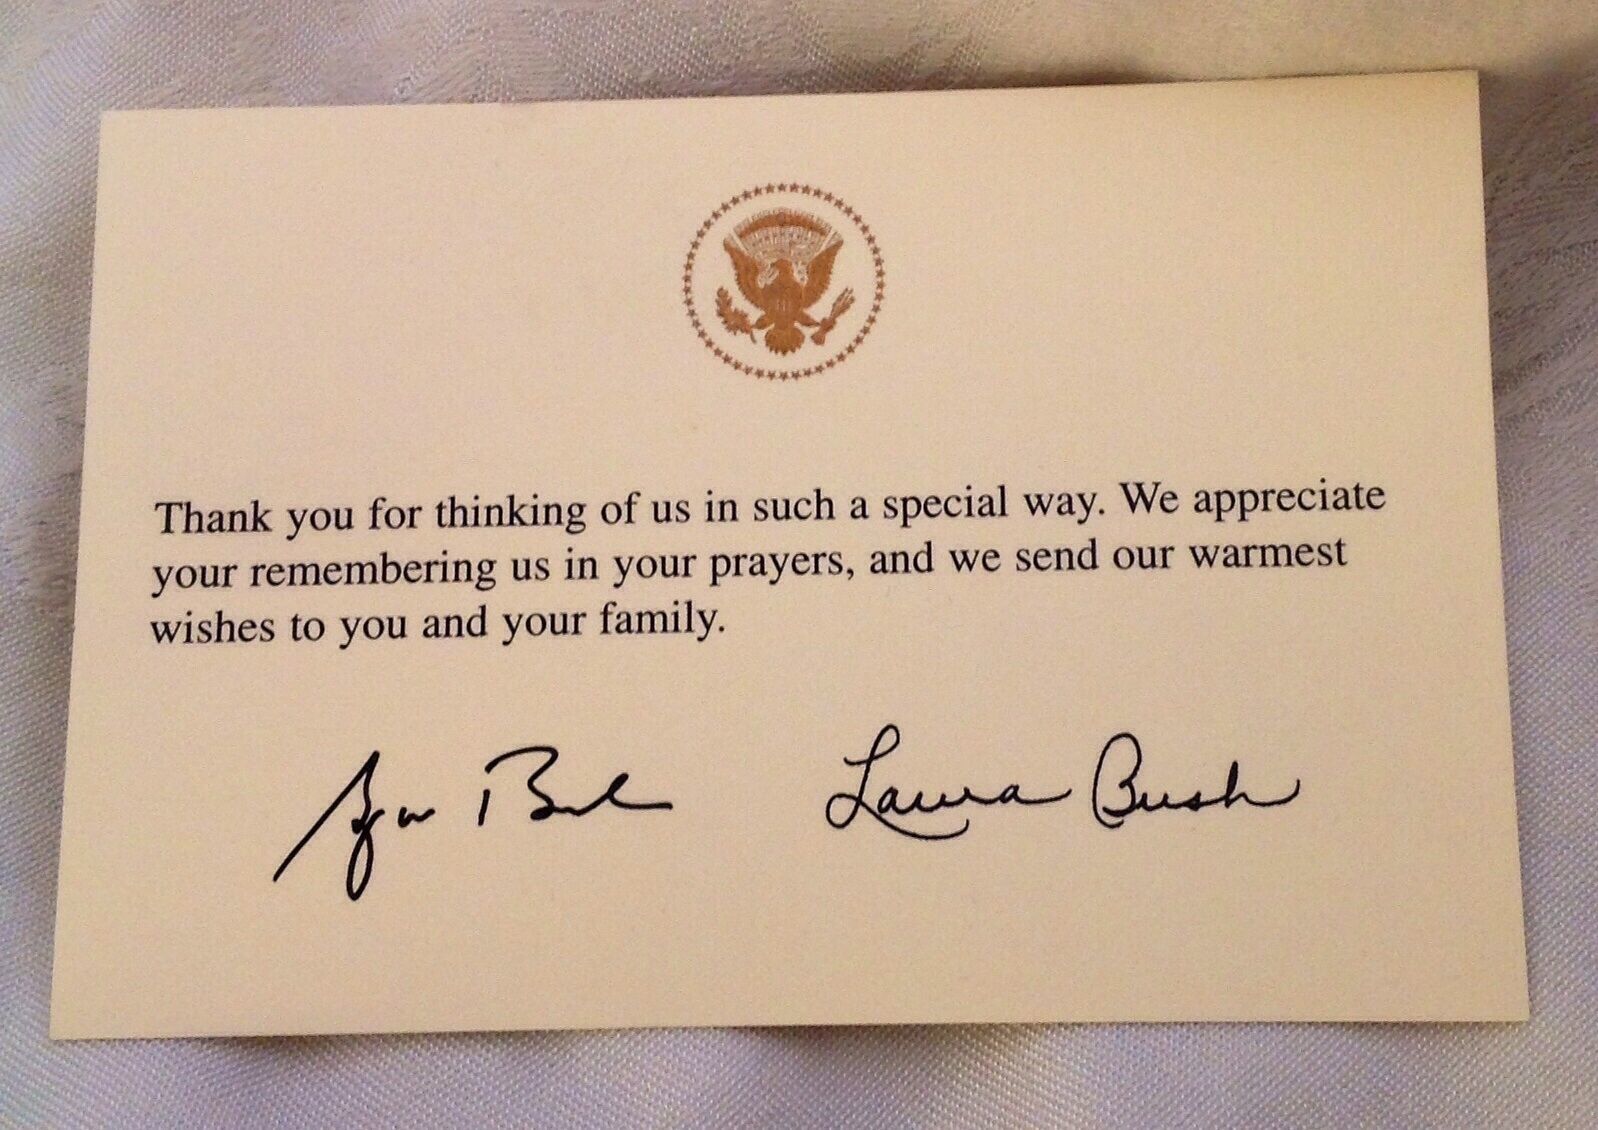 Thank you for thinking of us in such a special way. We appreciate
your remembering us in your prayers, and we send our warmest
wishes to you and your family.
Laura Bush